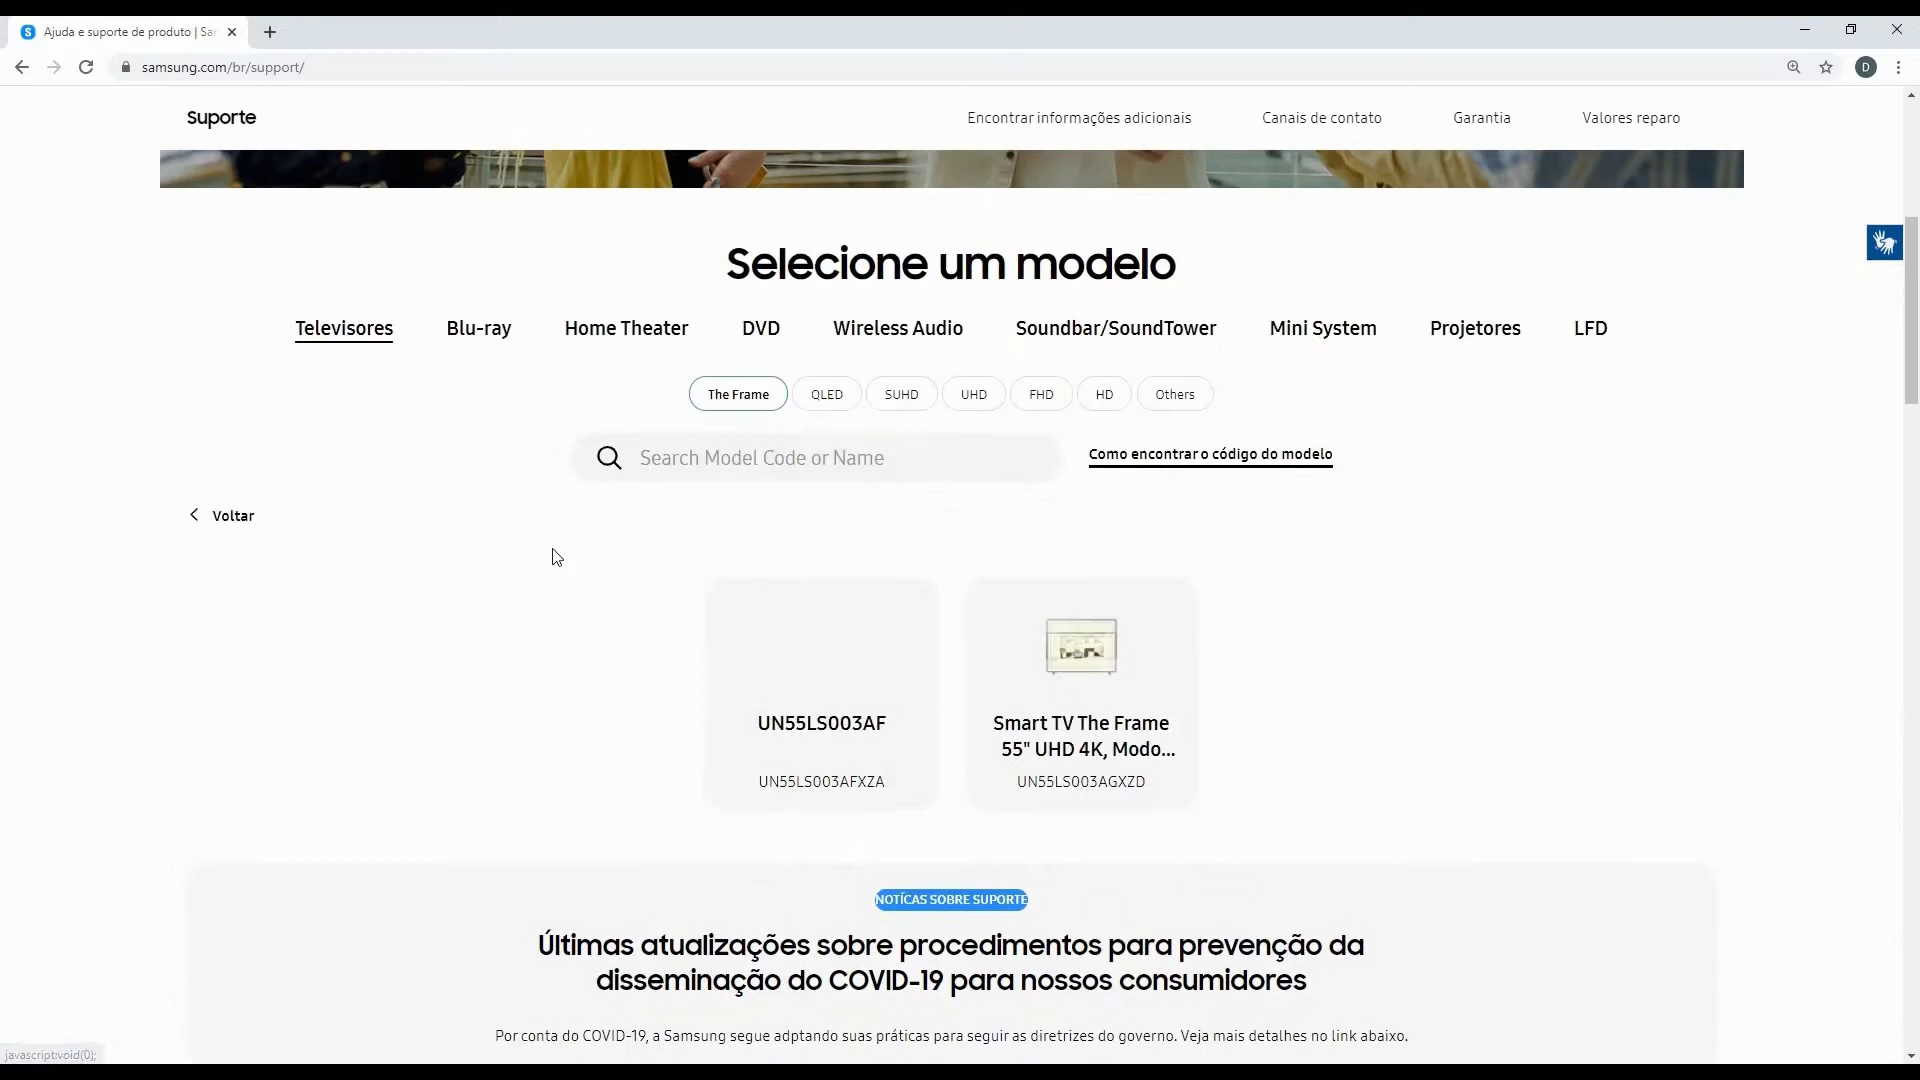 Ajuda e suporte de produto | Sar
samsung.com/br/support/
D
Suporte
Encontrar informações adicionais
Canais de contato
Garantia
Valores reparo
Selecione um modelo
Televisores
Blu-ray
Home Theater
DVD
Wireless Audio
Soundbar/SoundTower
Mini System
Projetores
LFD
The Frame
QLED
SUHD
UHD
FHD
HD
Others
Search Model Code or Name
Como encontrar o código do modelo
Voltar
UN55LS003AF
UN55LS003AFXZA
Smart TV The Frame
55" UHD 4K, Modo...
UN55LS003AGXZD
NOTÍCAS SOBRE SUPORTE
Últimas atualizações sobre procedimentos para prevenção da
disseminação do COVID-19 para nossos consumidores
Por conta do COVID-19, a Samsung segue adptando suas práticas para seguir as diretrizes do governo. Veja mais detalhes no link abaixo.
javascript:void(0);